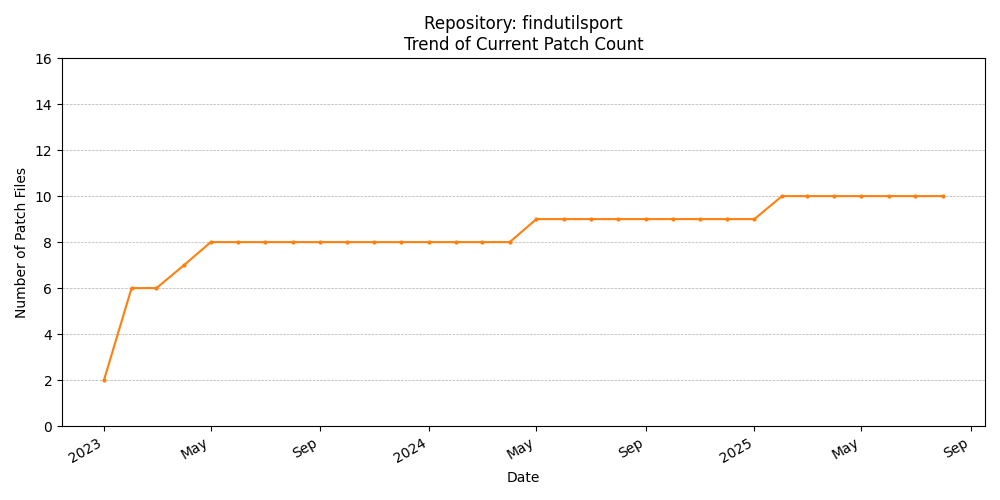 Repository: findutilsport
Trend of Current Patch Count
Number of Patch Files
16
14
12
10
8
6
4
2
0
2023
May
Sep
2024
May
Sep
2025
May
Sep
Date